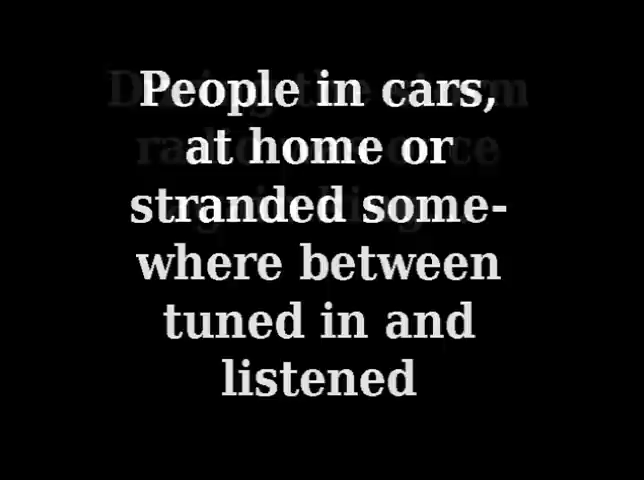 People in cars,
at home or
stranded some-
where between
tuned in and
listened